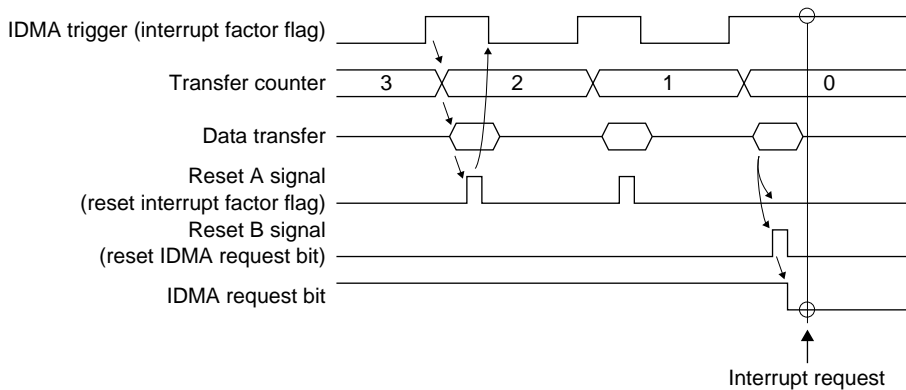 IDMA trigger (interrupt factor flag)
Transfer counter
3
2
1
0
Data transfer
Reset A signal
(reset interrupt factor flag)
Reset B signal
(reset IDMA request bit)
IDMA request bit
Interrupt request